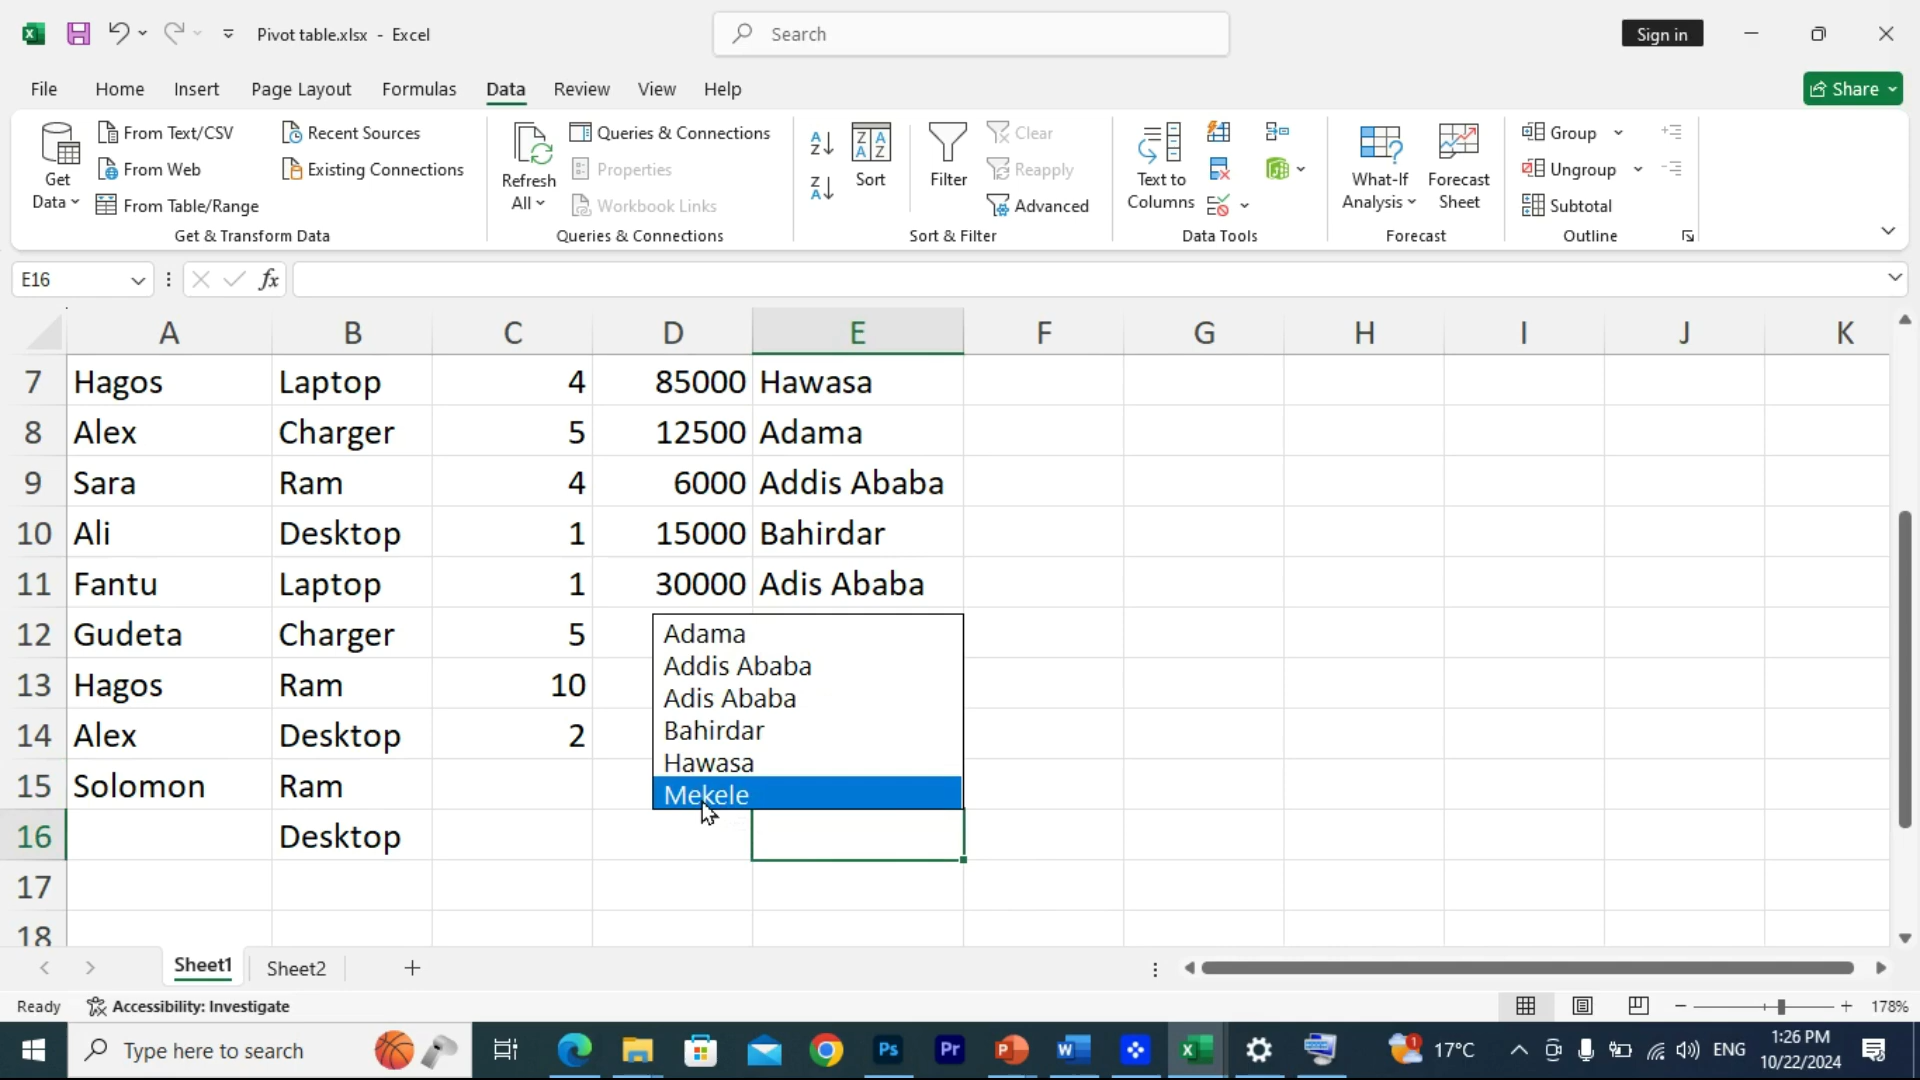 Pivot table.xlsx - Excel
Search
Sign in
File Home Insert Page Layout Formulas Data Review View Help
Share
Get Data
From Text/CSV
From Web
From Table/Range
Recent Sources
Existing Connections
Get & Transform Data
Refresh All
Queries & Connections
Properties
Workbook Links
Queries & Connections
Sort
Filter
Clear
Reapply
Advanced
Sort & Filter
Text to Columns
Data Tools
What-If Analysis
Forecast Sheet
Forecast
Group
Ungroup
Subtotal
Outline
E16
fx
A B C D E F G H I J K
7 Hagos Laptop 4 85000 Hawasa
8 Alex Charger 5 12500 Adama
9 Sara Ram 4 6000 Addis Ababa
10 Ali Desktop 1 15000 Bahirdar
11 Fantu Laptop 1 30000 Adis Ababa
12 Gudeta Charger 5
13 Hagos Ram 10
14 Alex Desktop 2
15 Solomon Ram
16 Desktop
17
18
Adama
Addis Ababa
Adis Ababa
Bahirdar
Hawasa
Mekele
Sheet1 Sheet2
Ready Accessibility: Investigate
178%
Type here to search
17°C
ENG
1:26 PM
10/22/2024